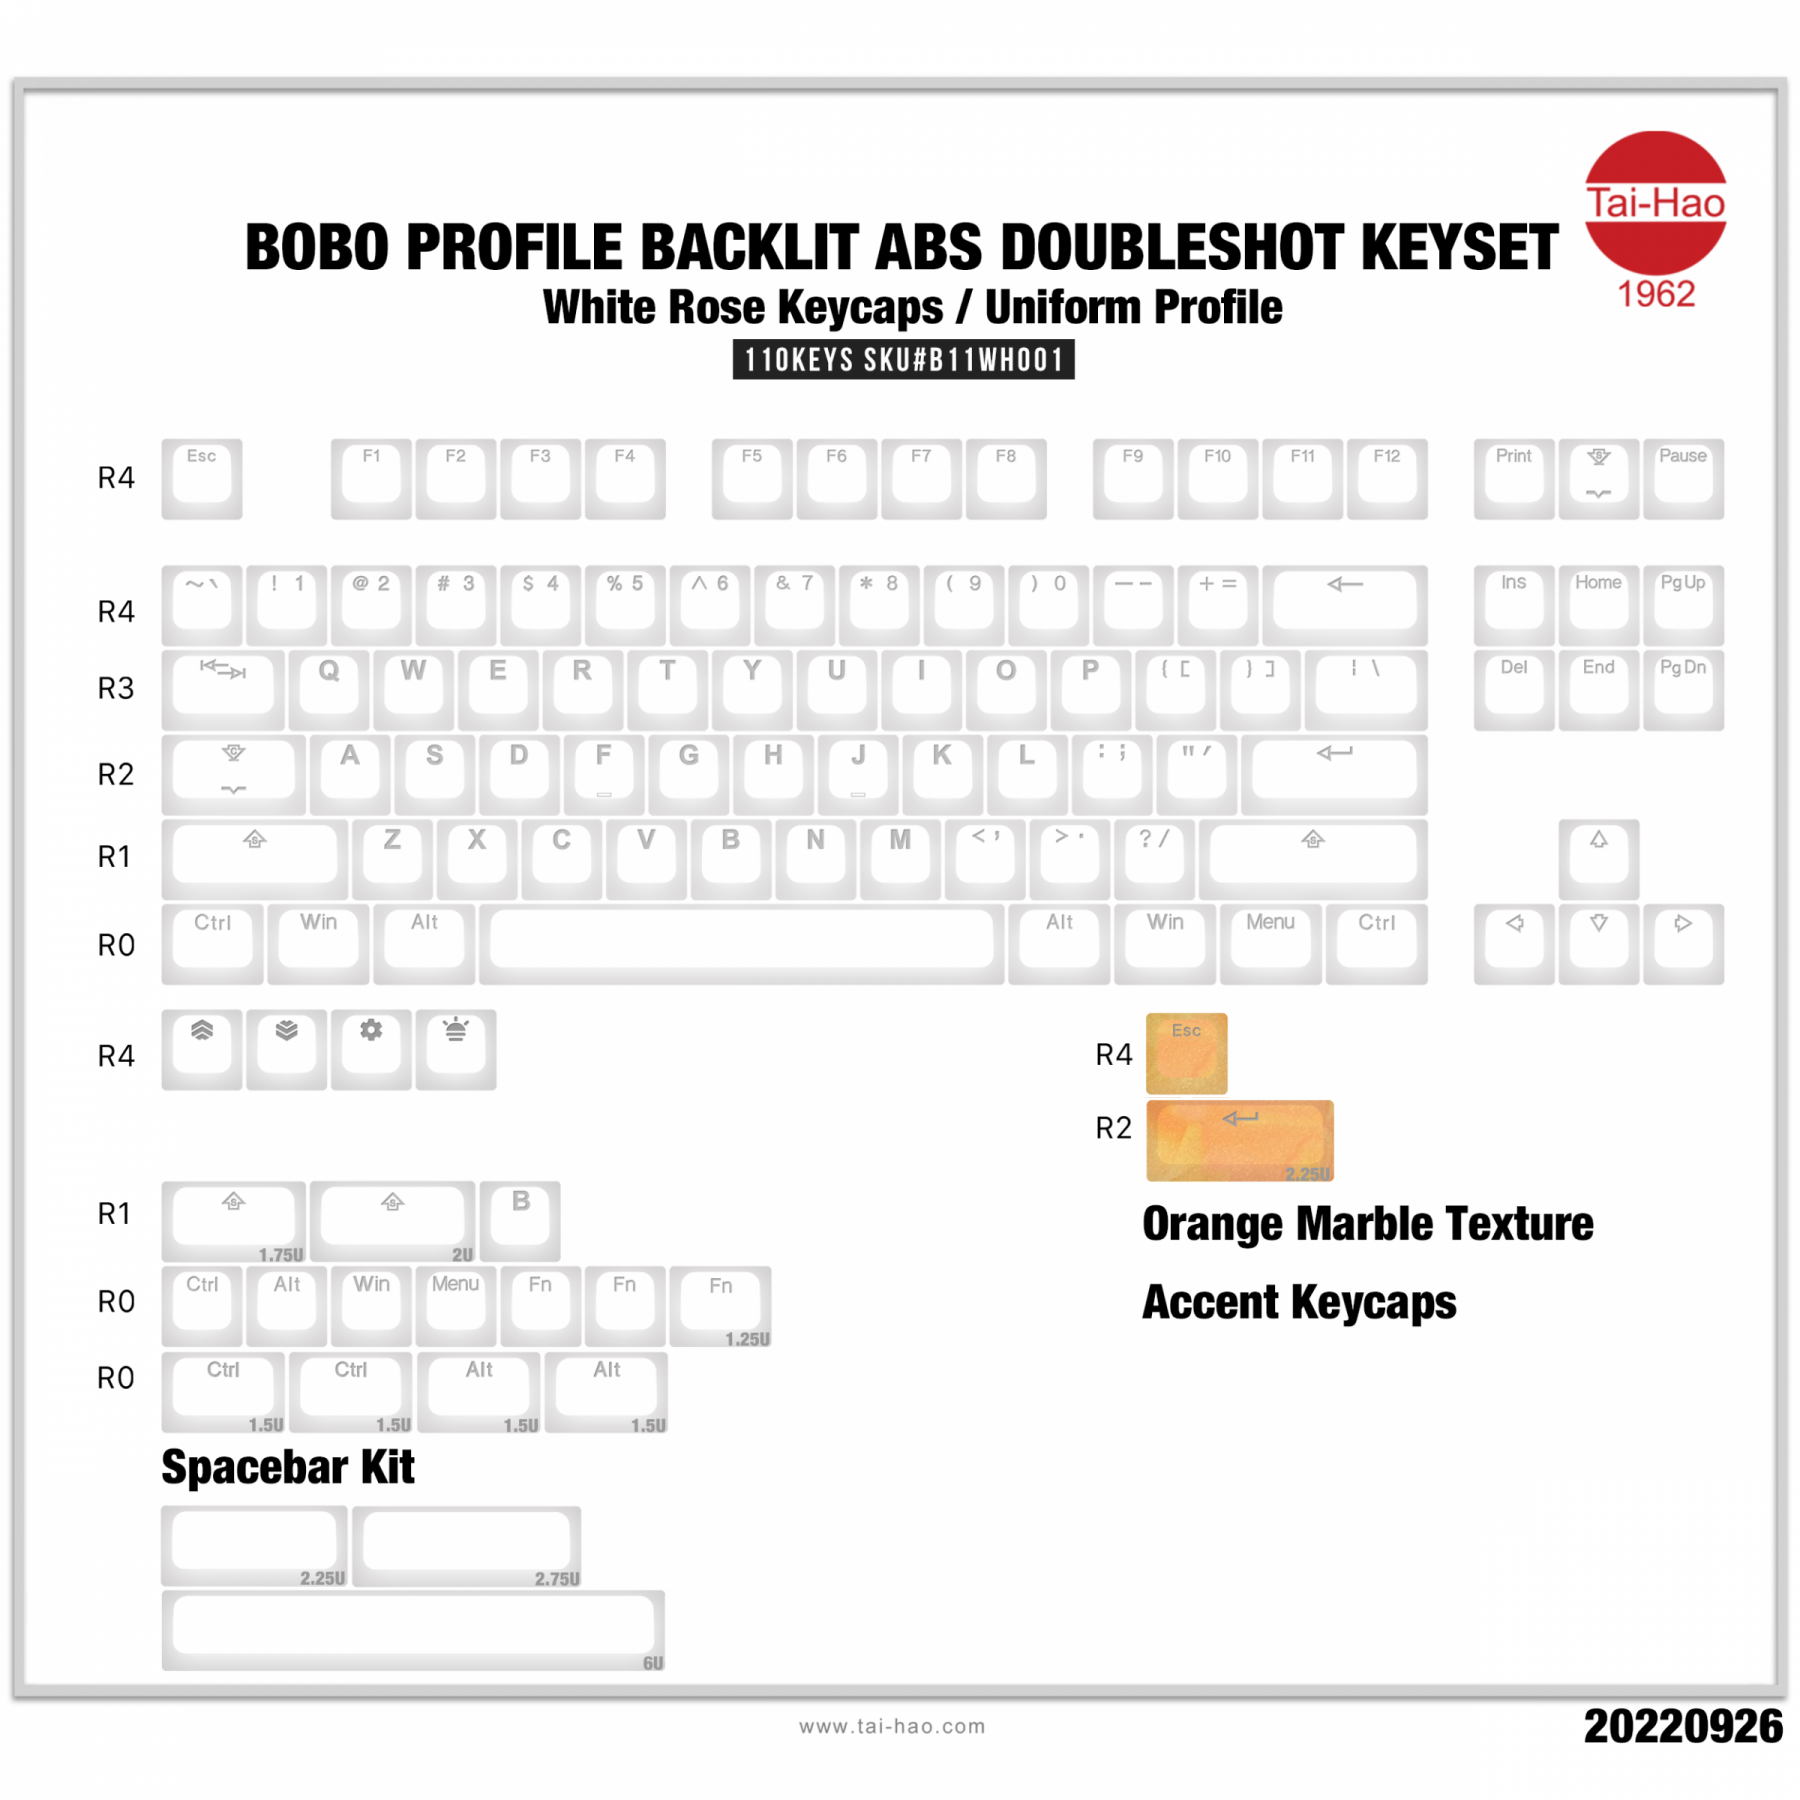 Tai-Hao
1962
BOBO PROFILE BACKLIT ABS DOUBLESHOT KEYSET
White Rose Keycaps / Uniform Profile
110KEYS SKU#B11WH001
R4 Esc F1 F2 F3 F4 F5 F6 F7 F8 F9 F10 F11 F12 Print S Pause
R4 ~ ` ! 1 @ 2 # 3 $ 4 % 5 ^ 6 & 7 * 8 ( 9 ) 0 — - + = ← Ins Home PgUp
R3 Q W E R T Y U I O P { [ } ] ¦ \ Del End PgDn
R2 C A S D F G H J K L : ; " ' ↵
R1 S Z X C V B N M < , > . ? / S
R0 Ctrl Win Alt Alt Win Menu Ctrl
R4
R4 Esc
R2 ↵ 2.25U
Orange Marble Texture
Accent Keycaps
R1 S 1.75U S 2U B
R0 Ctrl Alt Win Menu Fn Fn Fn 1.25U
R0 Ctrl 1.5U Ctrl 1.5U Alt 1.5U Alt 1.5U
Spacebar Kit
2.25U 2.75U
6U
www.tai-hao.com
20220926